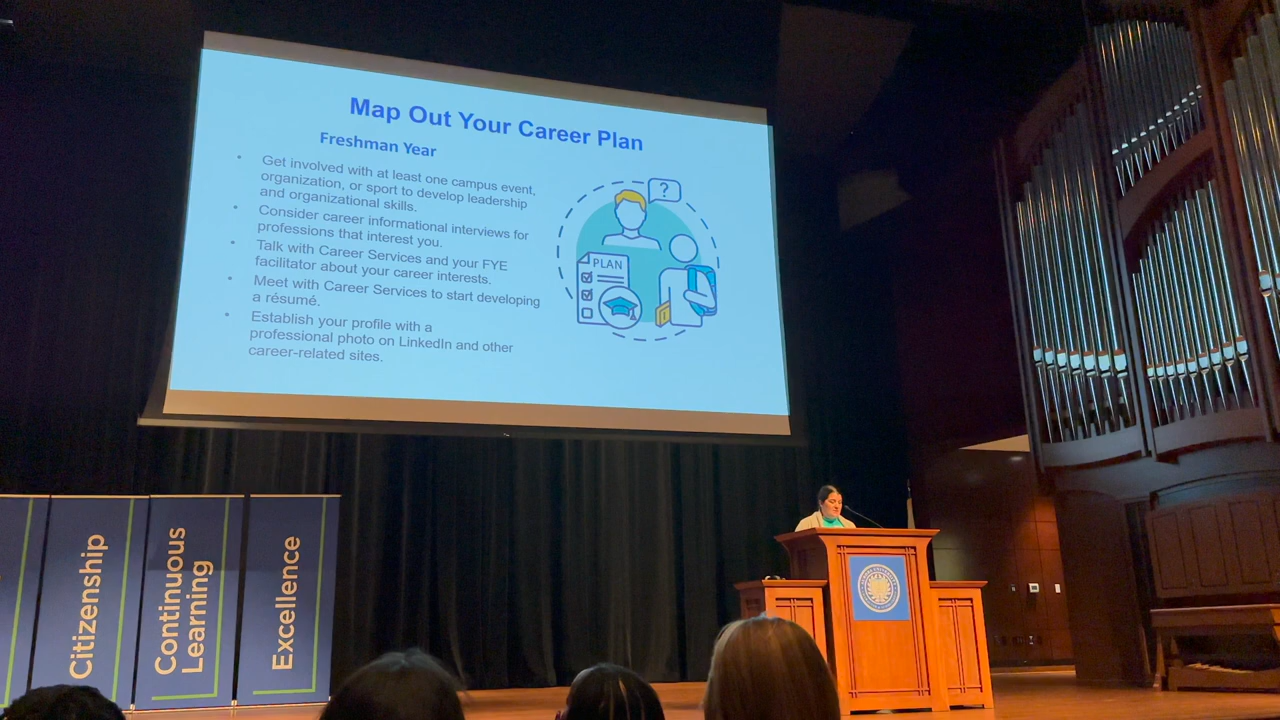 Map Out Your Career Plan
Freshman Year
• Get involved with at least one campus event,
organization, or sport to develop leadership
and organizational skills.
• Consider career informational interviews for
professions that interest you.
• Talk with Career Services and your FYE
facilitator about your career interests.
• Meet with Career Services to start developing
a résumé.
• Establish your profile with a
professional photo on LinkedIn and other
career-related sites.
?
PLAN
Citizenship
Continuous
Learning
Excellence